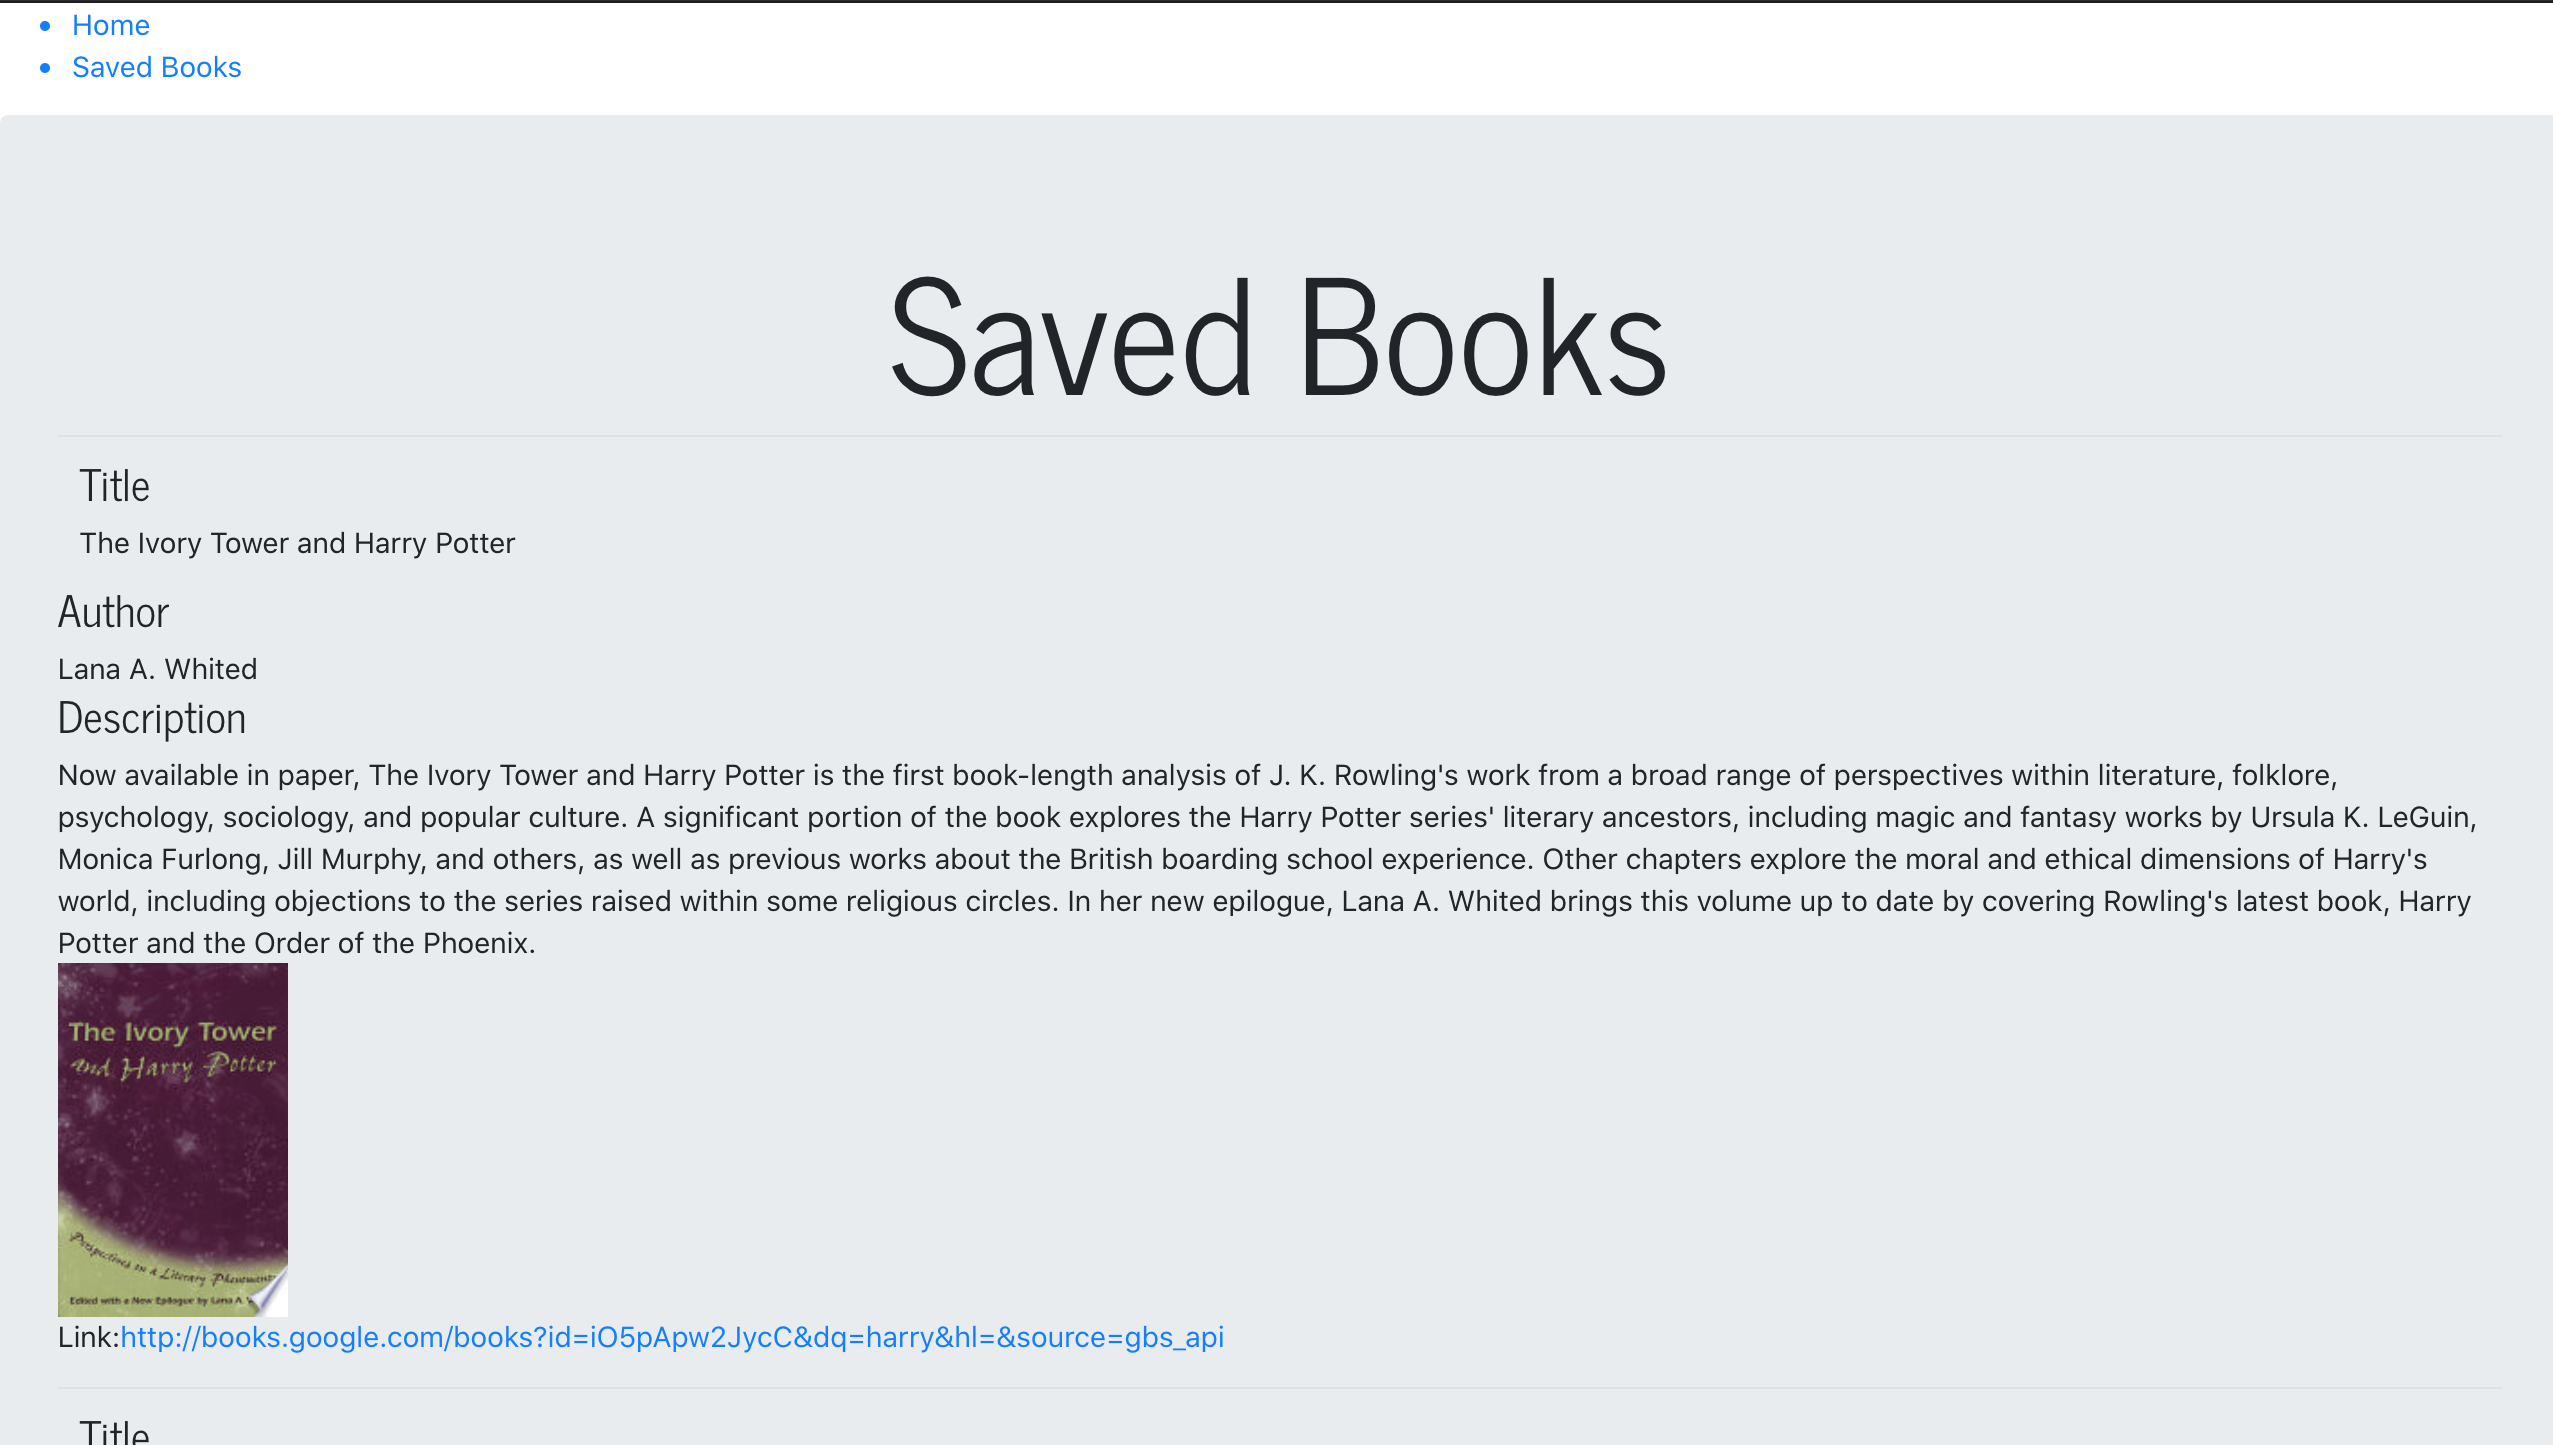 Home
Saved Books
Saved Books
Title
The Ivory Tower and Harry Potter
Author
Lana A. Whited
Description
Now available in paper, The Ivory Tower and Harry Potter is the first book-length analysis of J. K. Rowling's work from a broad range of perspectives within literature, folklore,
psychology, sociology, and popular culture. A significant portion of the book explores the Harry Potter series' literary ancestors, including magic and fantasy works by Ursula K. LeGuin,
Monica Furlong, Jill Murphy, and others, as well as previous works about the British boarding school experience. Other chapters explore the moral and ethical dimensions of Harry's
world, including objections to the series raised within some religious circles. In her new epilogue, Lana A. Whited brings this volume up to date by covering Rowling's latest book, Harry
Potter and the Order of the Phoenix.
The Ivory Tower
and Harry Potter
Perspectives on a Literary
Edited with a New Epilogue by Lana A.
Link:http://books.google.com/books?id=iO5pApw2JycC&dq=harry&hl=&source=gbs_api
Title